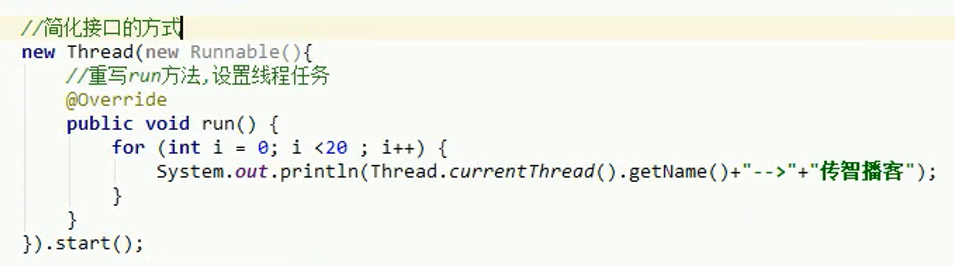 //简化接口的方式
new Thread(new Runnable(){
//重写run方法,设置线程任务
@Override
public void run() {
for (int i = 0; i <20 ; i++) {
System.out.println(Thread.currentThread().getName()+"-->"+"传智播客");
}
}
}).start();